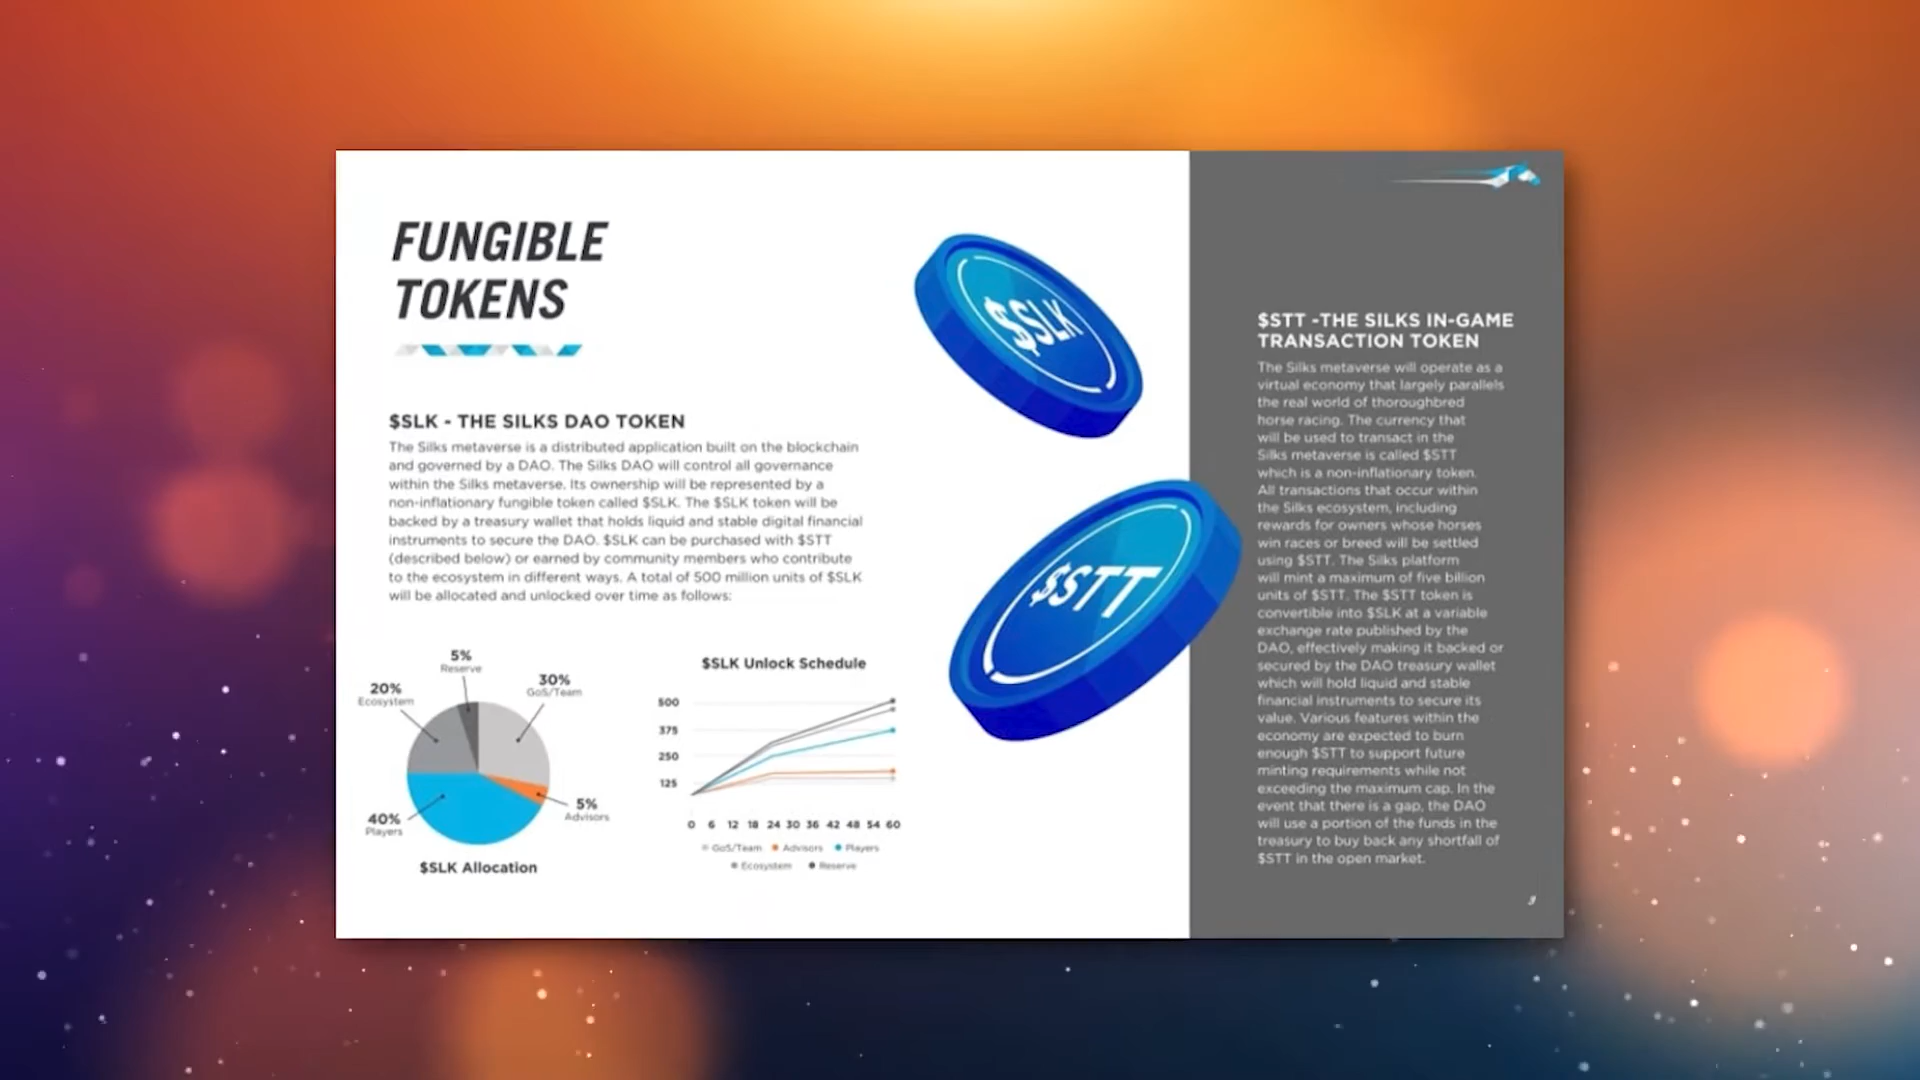 FUNGIBLE
TOKENS
$SLK - THE SILKS DAO TOKEN
The Silks metaverse is a distributed application built on the blockchain
and governed by a DAO. The Silks DAO will control all governance
within the Silks metaverse. Its ownership will be represented by a
non-inflationary fungible token called $SLK. The $SLK token will be
backed by a treasury wallet that holds liquid and stable digital financial
instruments to secure the DAO. $SLK can be purchased with $STT
(described below) or earned by community members who contribute
to the ecosystem in different ways. A total of 500 million units of $SLK
will be allocated and unlocked over time as follows:
5%
Reserve
20%
Ecosystem
30%
GoS/Team
40%
Players
5%
Advisors
$SLK Allocation
$SLK Unlock Schedule
500
375
250
125
0 6 12 18 24 30 36 42 48 54 60
GoS/Team Advisors Players
Ecosystem Reserve
$SLK
$STT
$STT -THE SILKS IN-GAME
TRANSACTION TOKEN
The Silks metaverse will operate as a
virtual economy that largely parallels
the real world of thoroughbred
horse racing. The currency that
will be used to transact in the
Silks metaverse is called $STT
which is a non-inflationary token.
All transactions that occur within
the Silks ecosystem, including
rewards for owners whose horses
win races or breed will be settled
using $STT. The Silks platform
will mint a maximum of five billion
units of $STT. The $STT token is
convertible into $SLK at a variable
exchange rate published by the
DAO, effectively making it backed or
secured by the DAO treasury wallet
which will hold liquid and stable
financial instruments to secure its
value. Various features within the
economy are expected to burn
enough $STT to support future
minting requirements while not
exceeding the maximum cap. In the
event that there is a gap, the DAO
will use a portion of the funds in the
treasury to buy back any shortfall of
$STT in the open market.